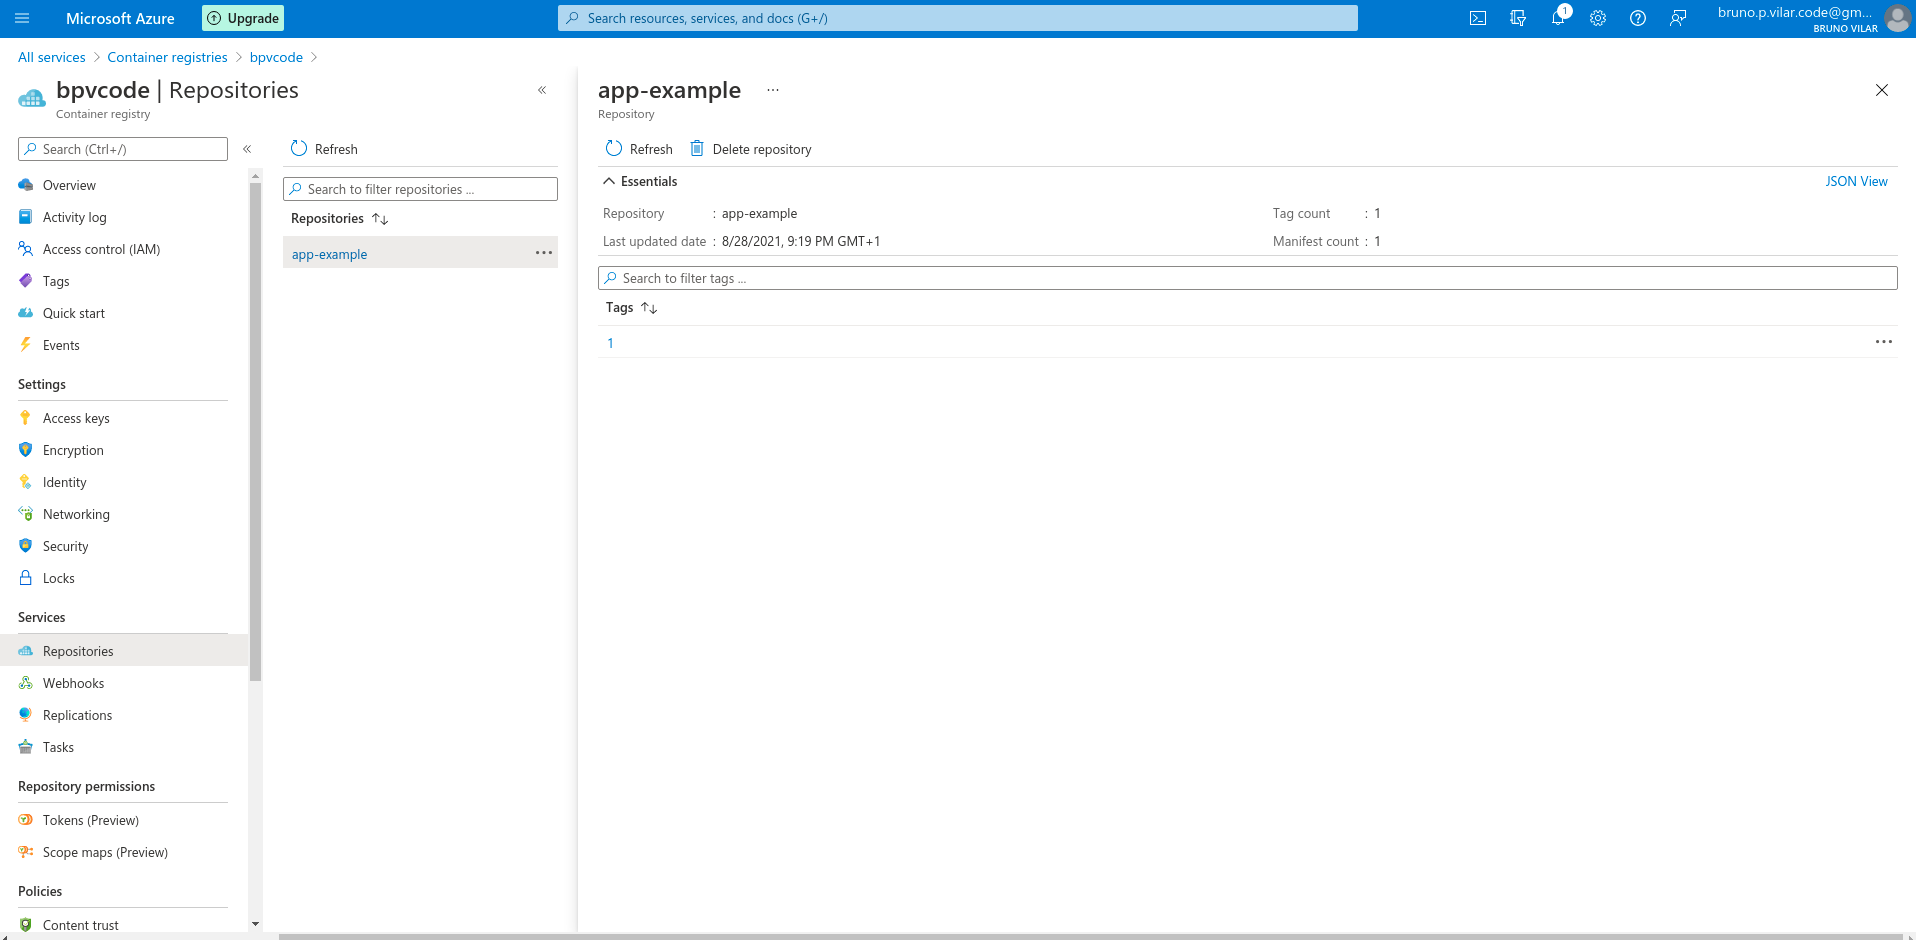 Microsoft Azure
Upgrade
Search resources, services, and docs (G+/)
1
bruno.p.vilar.code@gm...
BRUNO VILAR
All services > Container registries > bpvcode >
bpvcode | Repositories
Container registry
Search (Ctrl+/)
Overview
Activity log
Access control (IAM)
Tags
Quick start
Events
Settings
Access keys
Encryption
Identity
Networking
Security
Locks
Services
Repositories
Webhooks
Replications
Tasks
Repository permissions
Tokens (Preview)
Scope maps (Preview)
Policies
Content trust
Refresh
Search to filter repositories ...
Repositories
app-example
app-example
Repository
Refresh
Delete repository
Essentials
JSON View
Repository : app-example
Tag count : 1
Last updated date : 8/28/2021, 9:19 PM GMT+1
Manifest count : 1
Search to filter tags ...
Tags
1